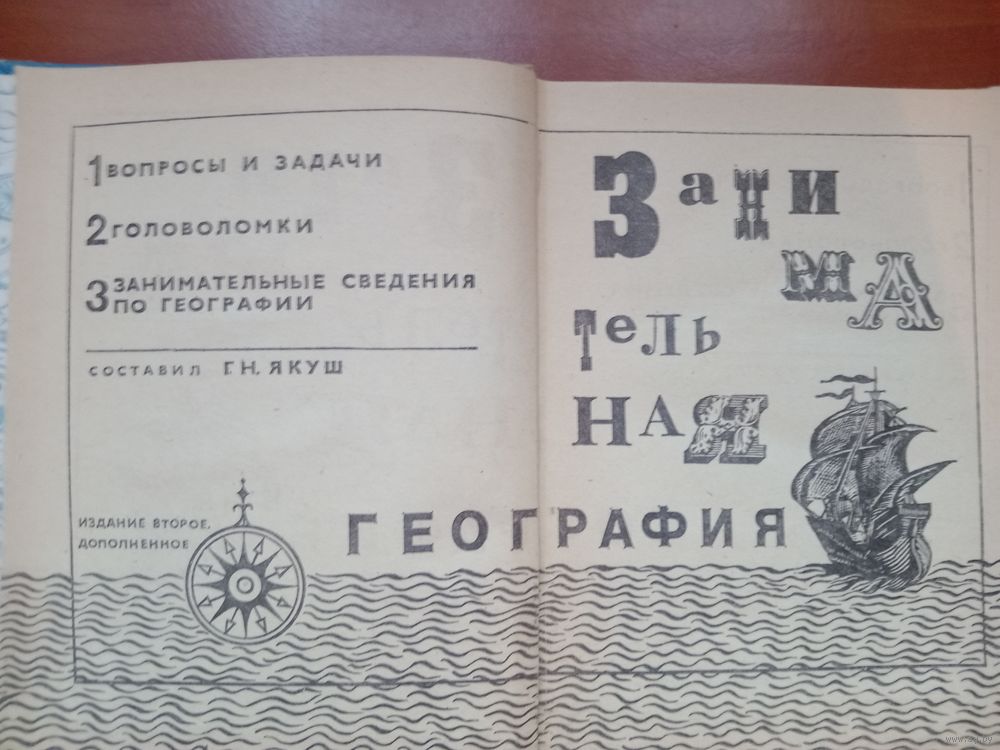 1 ВОПРОСЫ И ЗАДАЧИ
2 ГОЛОВОЛОМКИ
3 ЗАНИМАТЕЛЬНЫЕ СВЕДЕНИЯ
ПО ГЕОГРАФИИ
СОСТАВИЛ Г.Н. ЯКУШ
ИЗДАНИЕ ВТОРОЕ,
ДОПОЛНЕННОЕ
Зани
МА
тель
НАЯ
ГЕОГРАФИЯ